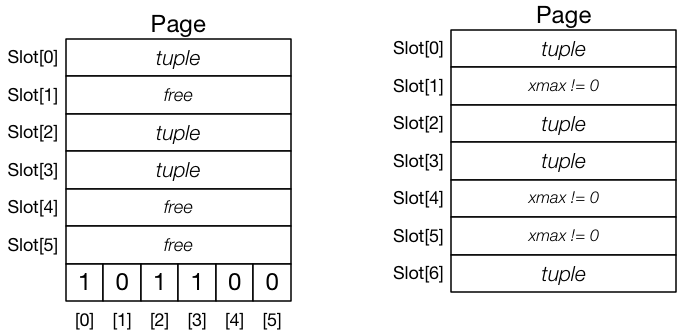 Page
Slot[0] tuple
Slot[1] free
Slot[2] tuple
Slot[3] tuple
Slot[4] free
Slot[5] free
1 0 1 1 0 0
[0] [1] [2] [3] [4] [5]
Page
Slot[0] tuple
Slot[1] xmax != 0
Slot[2] tuple
Slot[3] tuple
Slot[4] xmax != 0
Slot[5] xmax != 0
Slot[6] tuple